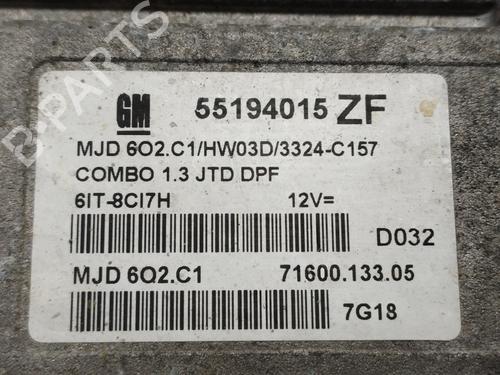 B-PARTS
GM 55194015 ZF
MJD 6O2.C1/HW03D/3324-C157
COMBO 1.3 JTD DPF
6IT-8CI7H 12V=
D032
MJD 6O2.C1 71600.133.05
7G18